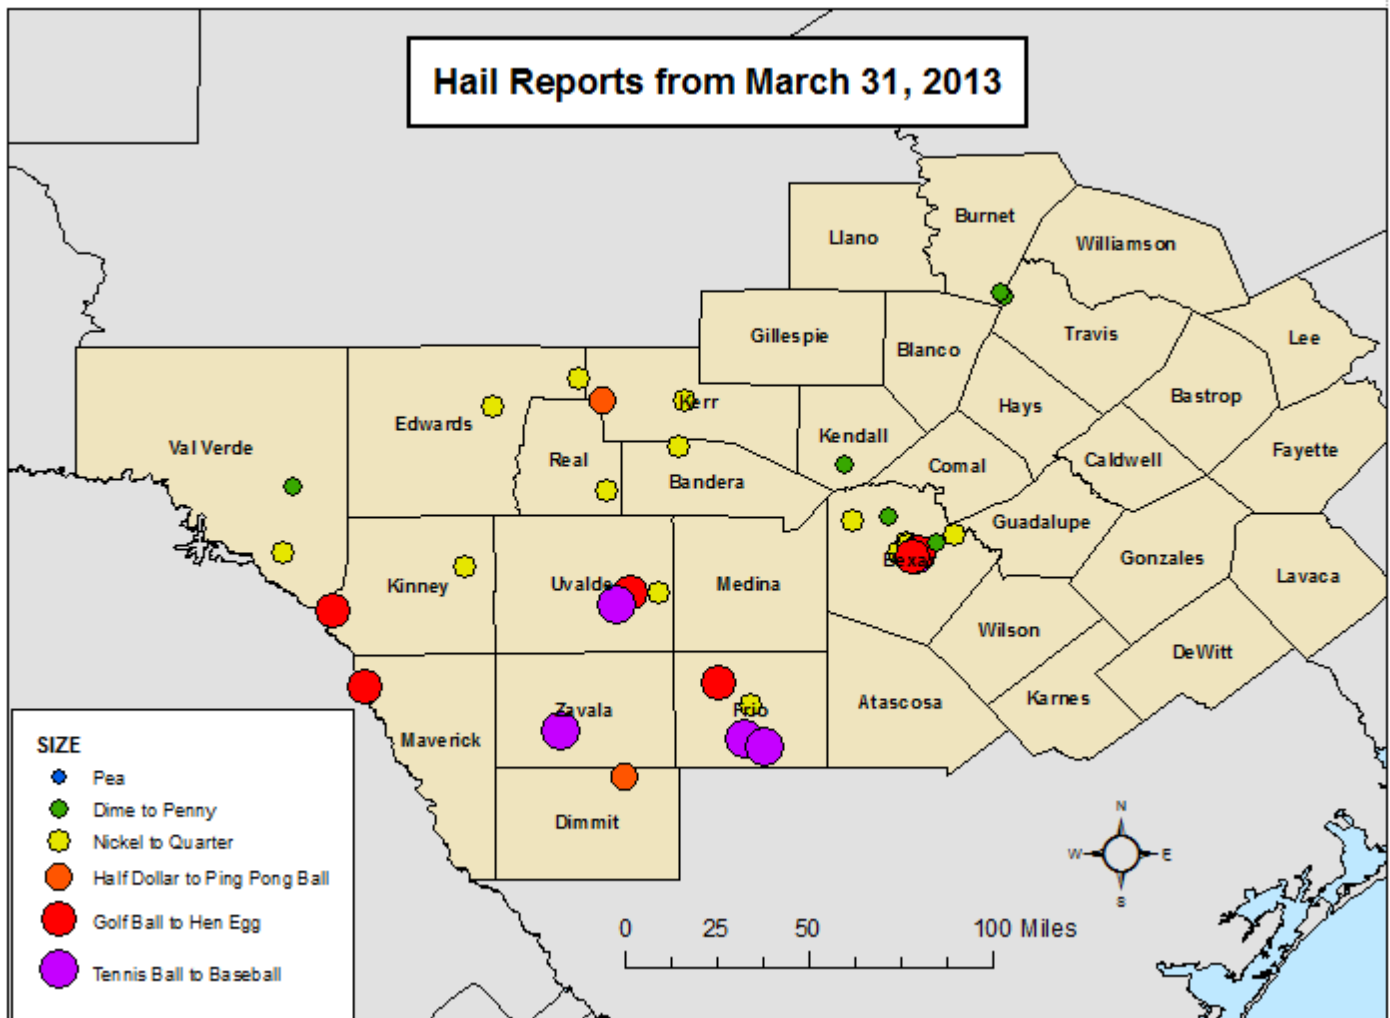 Hail Reports from March 31, 2013
Burnet
Llano
Williamson
Gillespie
Travis
Lee
Blanco
Bastrop
Kerr
Hays
Edwards
Kendall
Val Verde
Fayette
Real
Caldwell
Comal
Bandera
Guadalupe
Gonzales
Bexar
Lavaca
Kinney
Uvalde
Medina
Wilson
DeWitt
Karnes
Atascosa
Zavala
Frio
Maverick
Dimmit
SIZE
Pea
Dime to Penny
Nickel to Quarter
Half Dollar to Ping Pong Ball
Golf Ball to Hen Egg
Tennis Ball to Baseball
N
W E
S
0 25 50 100 Miles